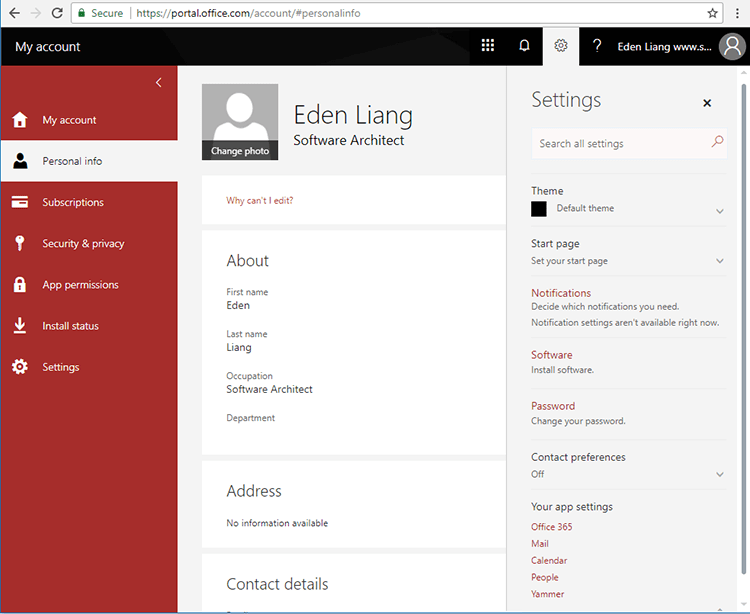 Secure https://portal.office.com/account/#personalinfo
My account
? Eden Liang www.s...
My account
Personal info
Subscriptions
Security & privacy
App permissions
Install status
Settings
Change photo
Eden Liang
Software Architect
Why can't I edit?
About
First name
Eden
Last name
Liang
Occupation
Software Architect
Department
Address
No information available
Contact details
Settings
Search all settings
Theme
Default theme
Start page
Set your start page
Notifications
Decide which notifications you need.
Notification settings aren't available right now.
Software
Install software.
Password
Change your password.
Contact preferences
Off
Your app settings
Office 365
Mail
Calendar
People
Yammer